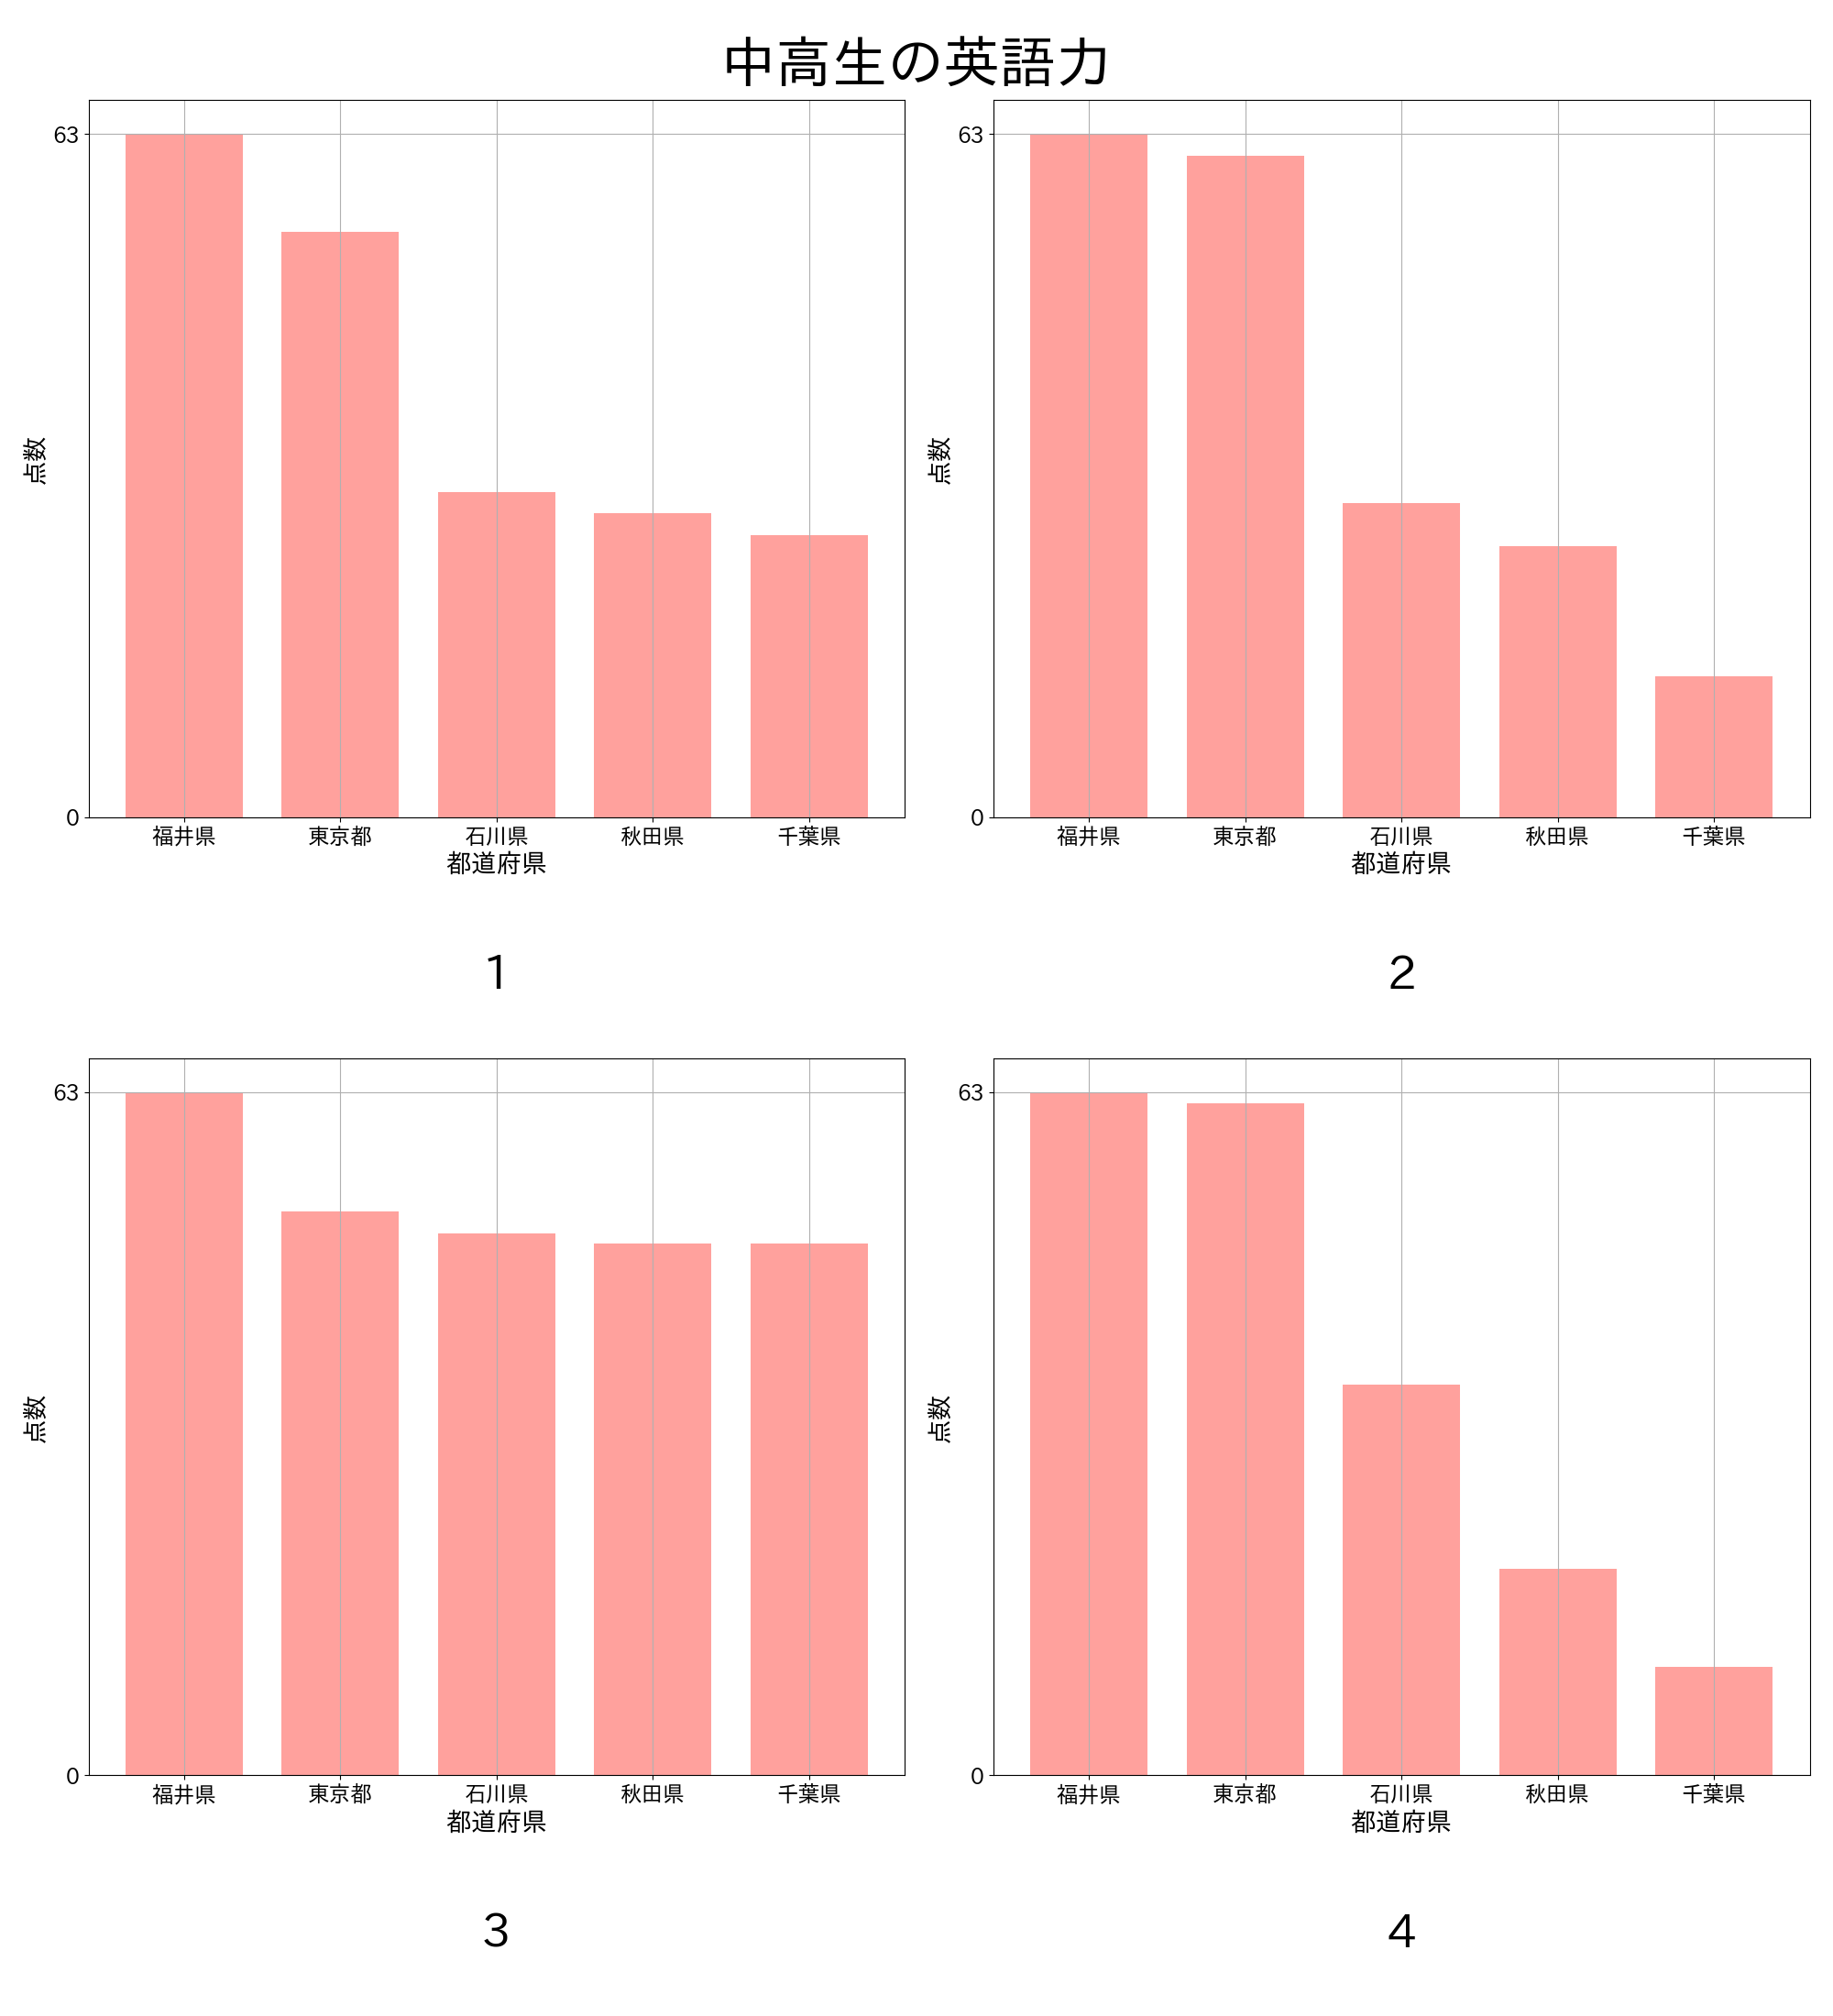 中高生の英語力
63
点数
0
福井県 東京都 石川県 秋田県 千葉県
都道府県
1
63
点数
0
福井県 東京都 石川県 秋田県 千葉県
都道府県
2
63
点数
0
福井県 東京都 石川県 秋田県 千葉県
都道府県
3
63
点数
0
福井県 東京都 石川県 秋田県 千葉県
都道府県
4